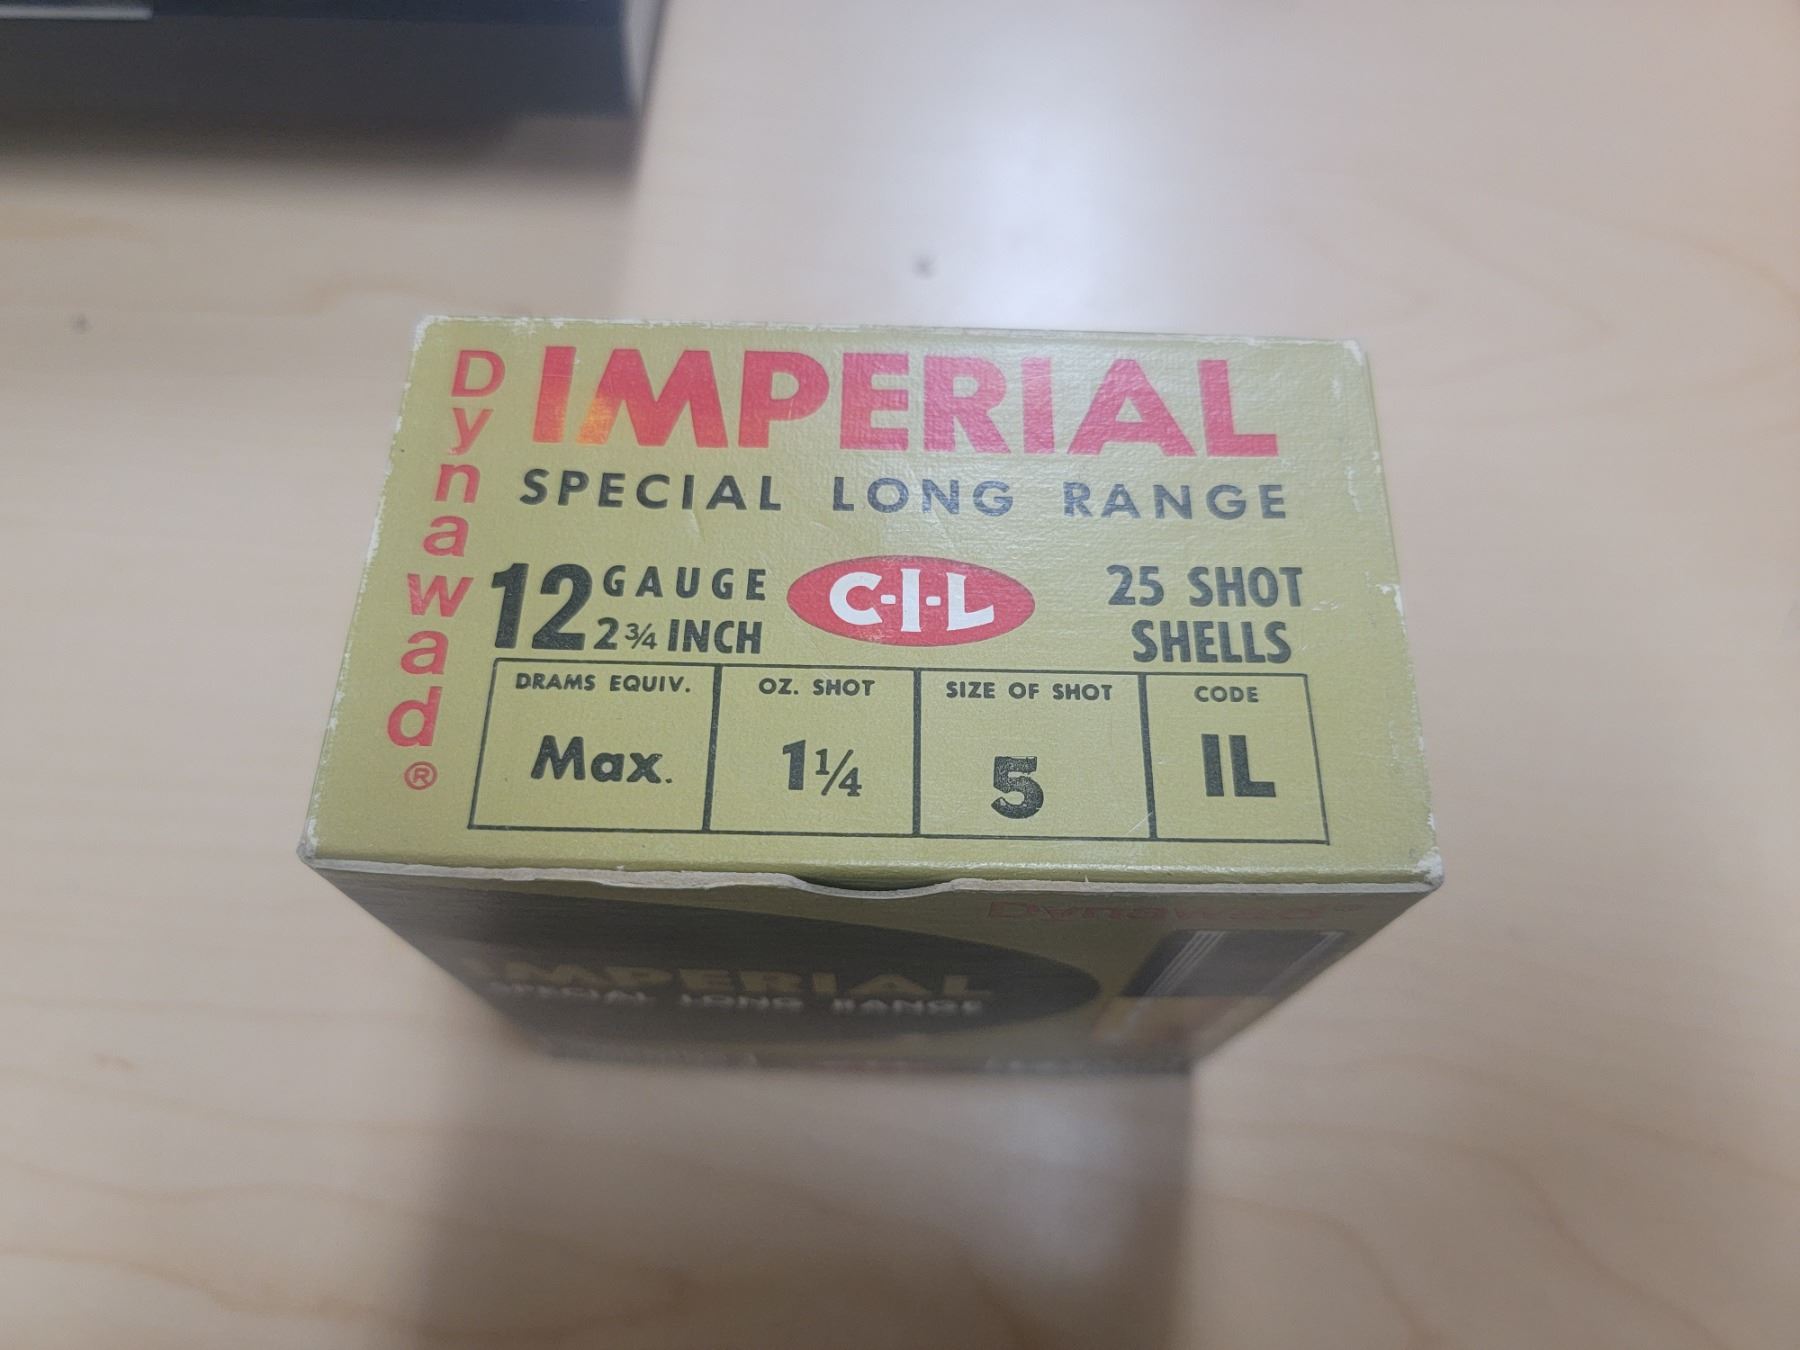 Dynawad®
IMPERIAL
SPECIAL LONG RANGE
12 GAUGE
2¾ INCH
C-I-L
25 SHOT
SHELLS
DRAMS EQUIV.
Max.
OZ. SHOT
1¼
SIZE OF SHOT
5
CODE
IL
Dynawad®
IMPERIAL
SPECIAL LONG RANGE